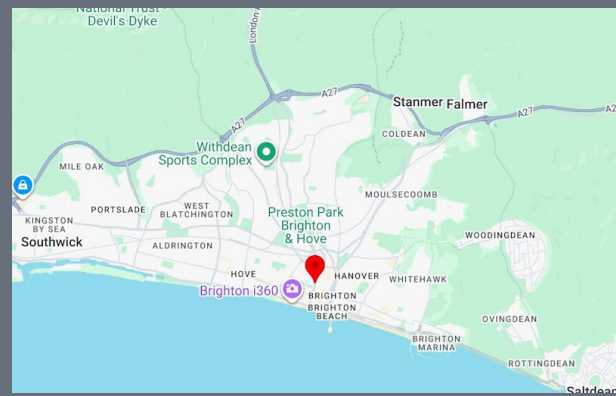 National Trust -
Devil's Dyke
London
A27
A27
A27
Stanmer Falmer
COLDEAN
Withdean
Sports Complex
MILE OAK
MOULSECOOMB
PORTSLADE
WEST
BLATCHINGTON
Preston Park
Brighton
& Hove
KINGSTON
BY SEA
Southwick
ALDRINGTON
WOODINGDEAN
HOVE
HANOVER
WHITEHAWK
Brighton i360
BRIGHTON
BRIGHTON
BEACH
OVINGDEAN
BRIGHTON
MARINA
ROTTINGDEAN
Saltdean